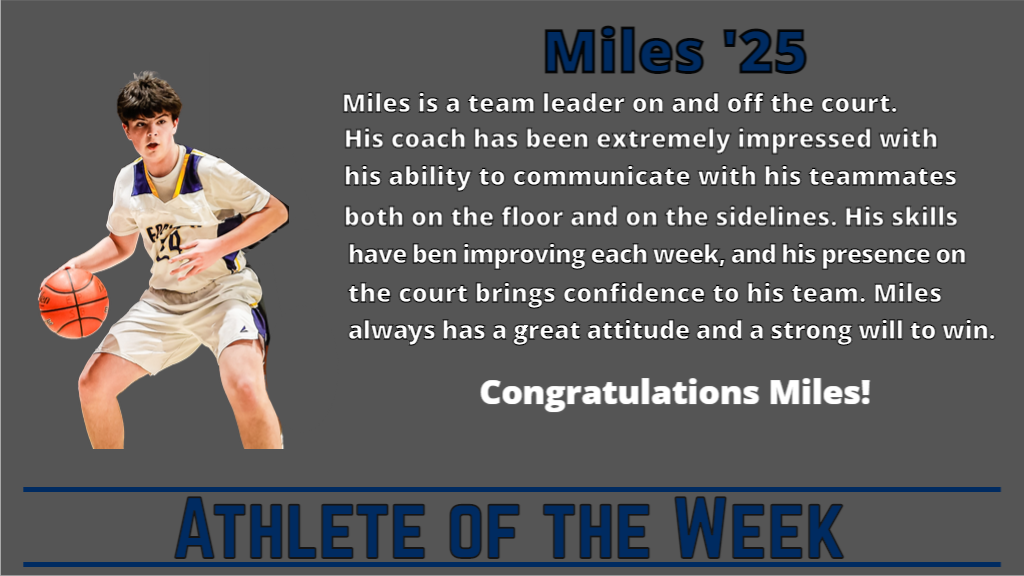 Miles '25
Miles is a team leader on and off the court.
His coach has been extremely impressed with
his ability to communicate with his teammates
both on the floor and on the sidelines. His skills
have ben improving each week, and his presence on
the court brings confidence to his team. Miles
always has a great attitude and a strong will to win.
Congratulations Miles!
ATHLETE OF THE WEEK